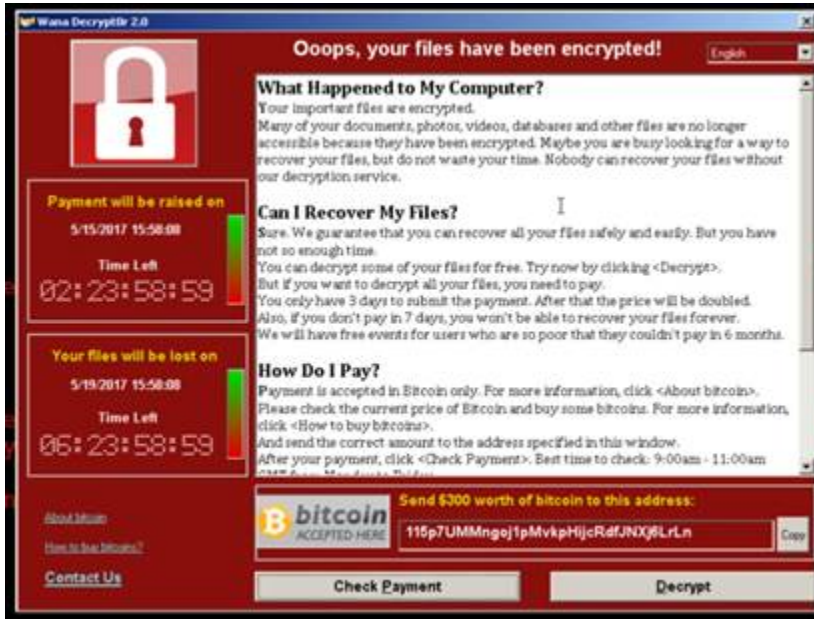 Wana Decrypt0r 2.0
Ooops, your files have been encrypted!
English
What Happened to My Computer?
Your important files are encrypted.
Many of your documents, photos, videos, databases and other files are no longer
accessible because they have been encrypted. Maybe you are busy looking for a way to
recover your files, but do not waste your time. Nobody can recover your files without
our decryption service.
Can I Recover My Files?
Sure. We guarantee that you can recover all your files safely and easily. But you have
not so enough time.
You can decrypt some of your files for free. Try now by clicking <Decrypt>.
But if you want to decrypt all your files, you need to pay.
You only have 3 days to submit the payment. After that the price will be doubled.
Also, if you don't pay in 7 days, you won't be able to recover your files forever.
We will have free events for users who are so poor that they couldn't pay in 6 months.
How Do I Pay?
Payment is accepted in Bitcoin only. For more information, click <About bitcoin>.
Please check the current price of Bitcoin and buy some bitcoins. For more information,
click <How to buy bitcoins>.
And send the correct amount to the address specified in this window.
After your payment, click <Check Payment>. Best time to check: 9:00am - 11:00am
GMT from Monday to Friday.
Payment will be raised on
5/15/2017 15:58:08
Time Left
02:23:58:59
Your files will be lost on
5/19/2017 15:58:08
Time Left
06:23:58:59
About bitcoin
How to buy bitcoins?
Contact Us
bitcoin
ACCEPTED HERE
Send $300 worth of bitcoin to this address:
115p7UMMngoj1pMvkpHijcRdfJNXj6LrLn
Copy
Check Payment
Decrypt